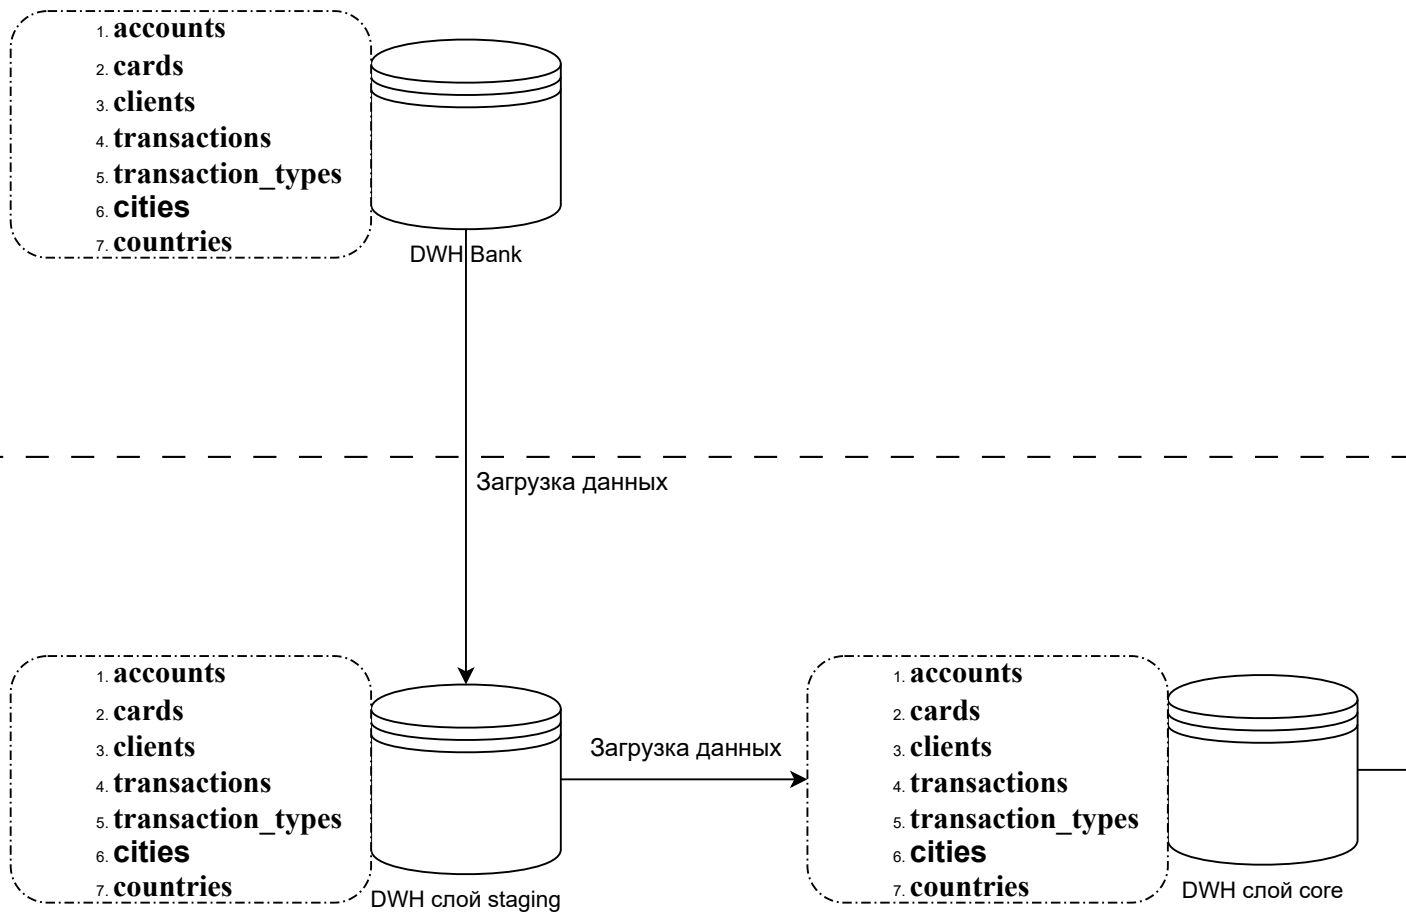 1. accounts
2. cards
3. clients
4. transactions
5. transaction_types
6. cities
7. countries
DWH Bank
Загрузка данных
1. accounts
2. cards
3. clients
4. transactions
5. transaction_types
6. cities
7. countries
DWH слой staging
Загрузка данных
1. accounts
2. cards
3. clients
4. transactions
5. transaction_types
6. cities
7. countries
DWH слой core